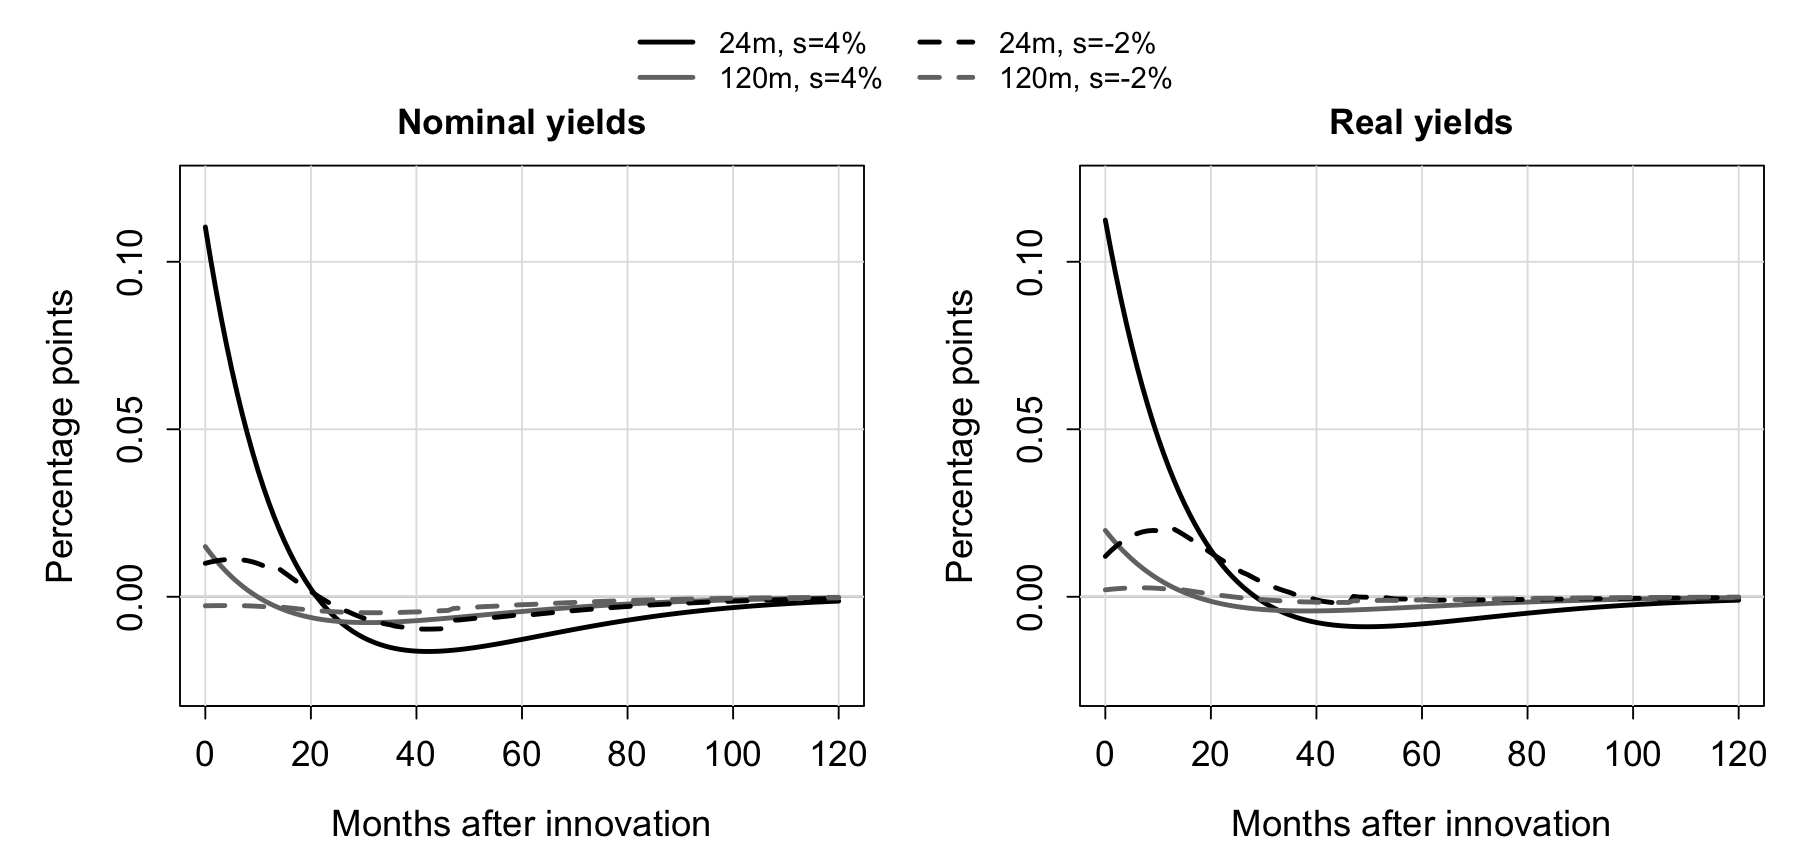 24m, s=4% 24m, s=-2%
120m, s=4% 120m, s=-2%
Nominal yields
Percentage points
0.10
0.05
0.00
0 20 40 60 80 100 120
Months after innovation
Real yields
Percentage points
0.10
0.05
0.00
0 20 40 60 80 100 120
Months after innovation